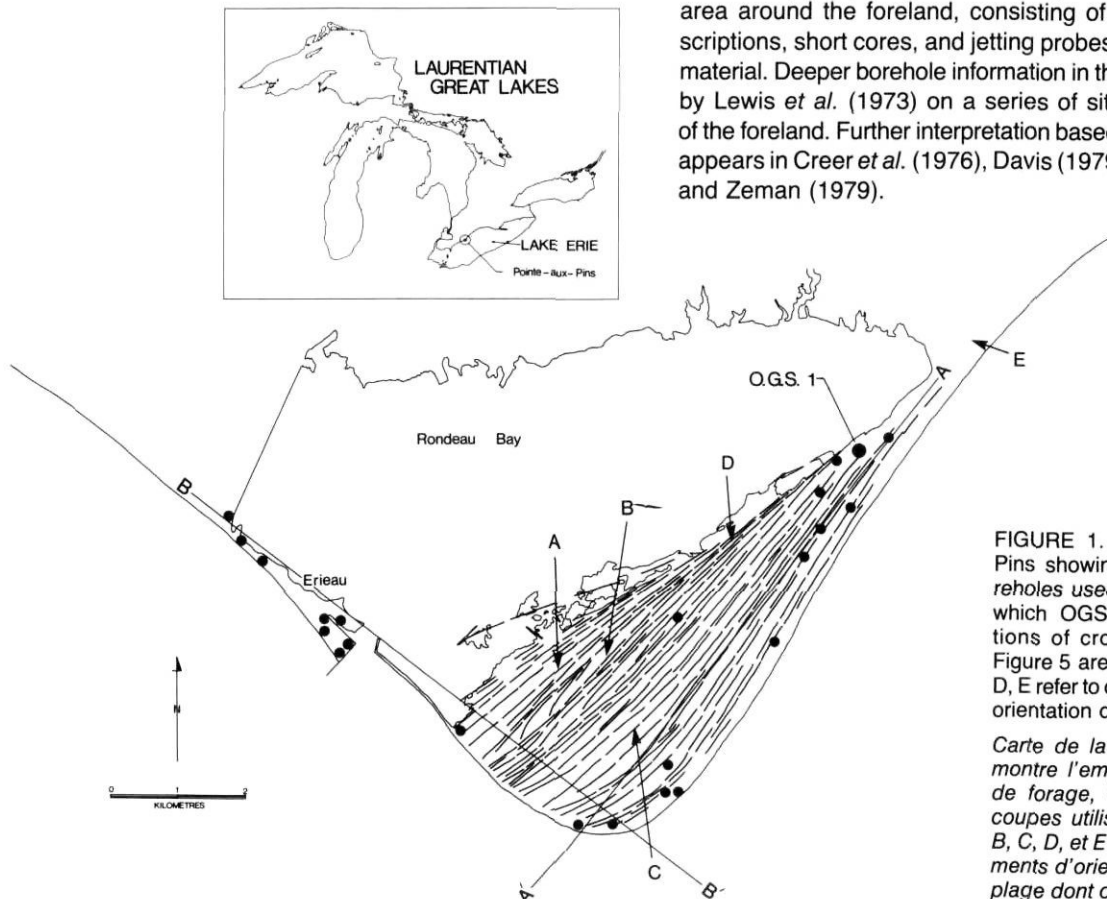 area around the foreland, consisting of
scriptions, short cores, and jetting probes
material. Deeper borehole information in th
by Lewis et al. (1973) on a series of sit
of the foreland. Further interpretation based
appears in Creer et al. (1976), Davis (1979
and Zeman (1979).
LAURENTIAN
GREAT LAKES
LAKE ERIE
Pointe-aux-Pins
E
A
O.G.S. 1
Rondeau Bay
D
B
B
A
Erieau
N
0 1 2
KILOMETRES
C
A'
B'
FIGURE 1.
Pins showin
reholes used
which OGS
tions of cro
Figure 5 are
D, E refer to
orientation o
Carte de la
montre l'em
de forage,
coupes utilis
B, C, D, et E
ments d'orie
plage dont